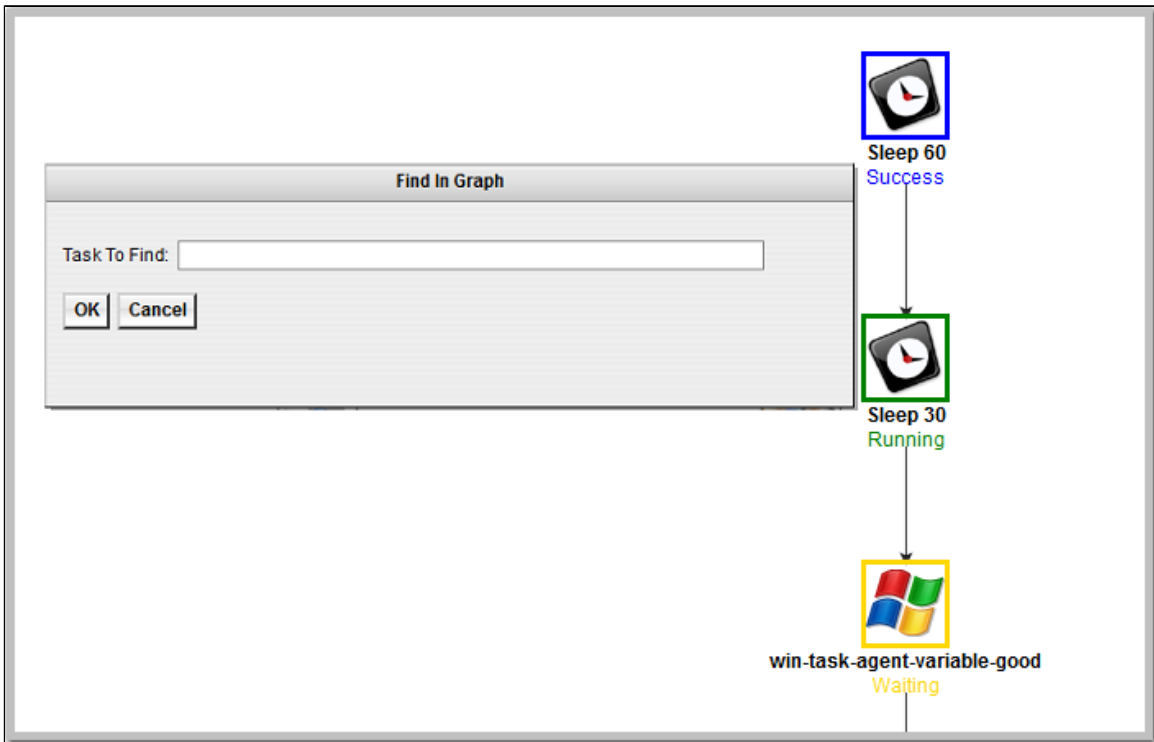 Sleep 60
Success
Find In Graph
Task To Find:
OK Cancel
Sleep 30
Running
win-task-agent-variable-good
Waiting